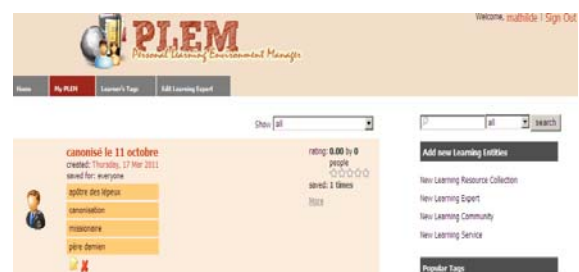 Welcome, mathilde | Sign Out
PLEM
Personal Learning Environment Manager
Home My PLEM Learner's Tags Edit Learning Expert
Show all
all search
canonisé le 11 octobre
created: Thursday, 17 Mar 2011
saved for: everyone
apôtre des lépeux
canonisation
missionaire
père damien
rating: 0.00 by 0
people
saved: 1 times
More
Add new Learning Entities
New Learning Resource Collection
New Learning Expert
New Learning Community
New Learning Service
Popular Tags